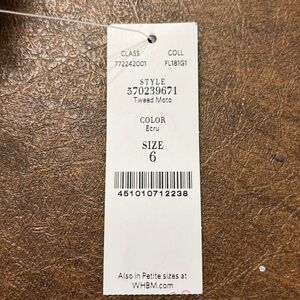 CLASS COLL
772242001 FL181G1
STYLE
570239671
Tweed Moto
COLOR
Ecru
SIZE
6
451010712238
Also in Petite sizes at
WHBM.com